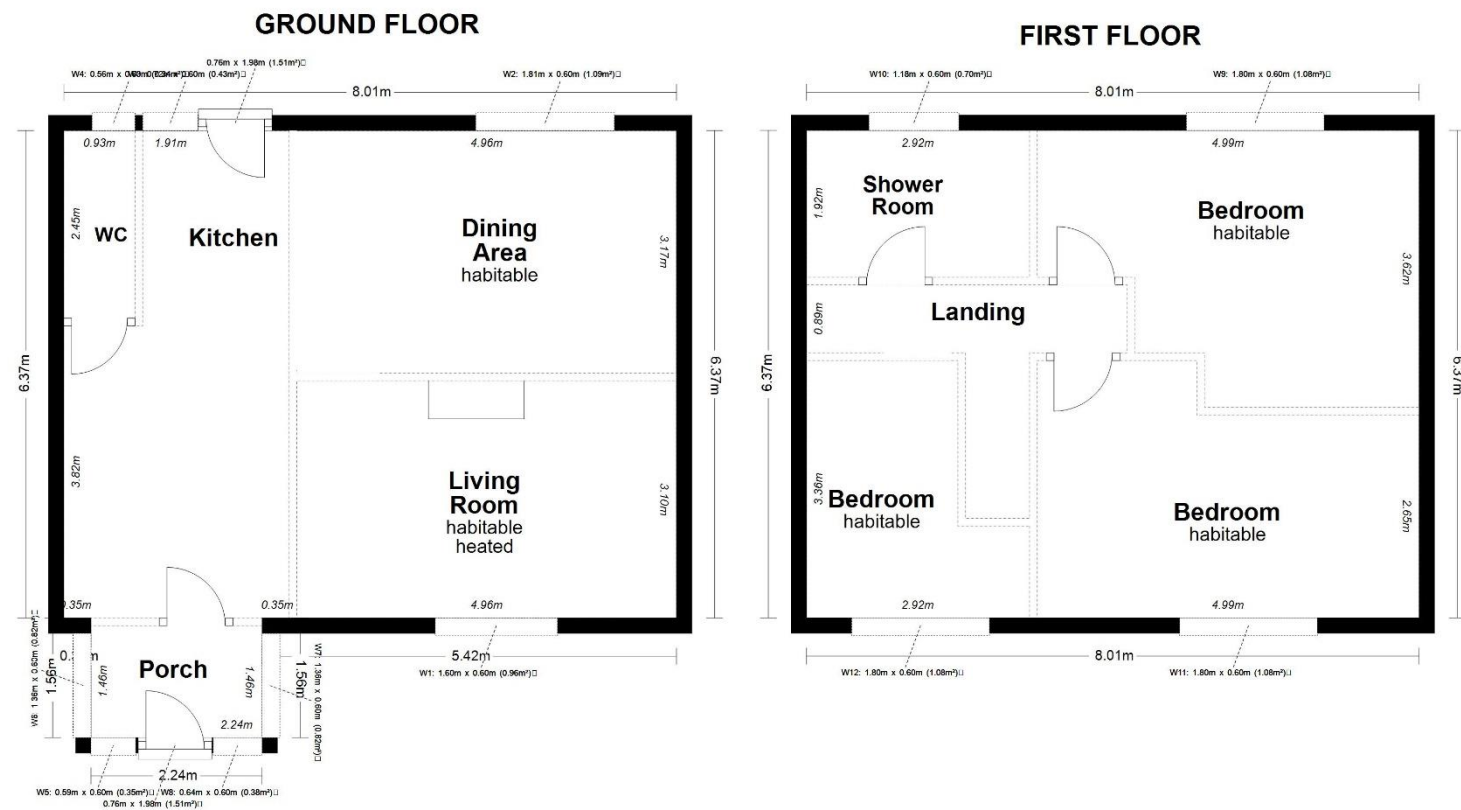 GROUND FLOOR
0.76m x 1.98m (1.51m²)
W2: 1.81m x 0.60m (1.09m²)
8.01m
0.93m
1.91m
4.96m
2.45m
WC
Kitchen
Dining
Area
habitable
3.17m
6.37m
6.37m
3.82m
Living
Room
habitable
heated
3.10m
0.35m
4.96m
5.42m
W1: 1.60m x 0.60m (0.96m²)
1.56m
1.46m
Porch
1.46m
1.56m
W7: 1.36m x 0.60m (0.82m²)
2.24m
2.24m
W5: 0.59m x 0.60m (0.35m²)
W8: 0.64m x 0.60m (0.38m²)
0.76m x 1.98m (1.51m²)
FIRST FLOOR
W10: 1.18m x 0.60m (0.70m²)
W9: 1.80m x 0.60m (1.08m²)
8.01m
2.92m
4.99m
1.92m
Shower
Room
Bedroom
habitable
3.62m
0.89m
Landing
6.37m
6.37m
3.36m
Bedroom
habitable
Bedroom
habitable
2.65m
2.92m
4.99m
8.01m
W12: 1.80m x 0.60m (1.08m²)
W11: 1.80m x 0.60m (1.08m²)